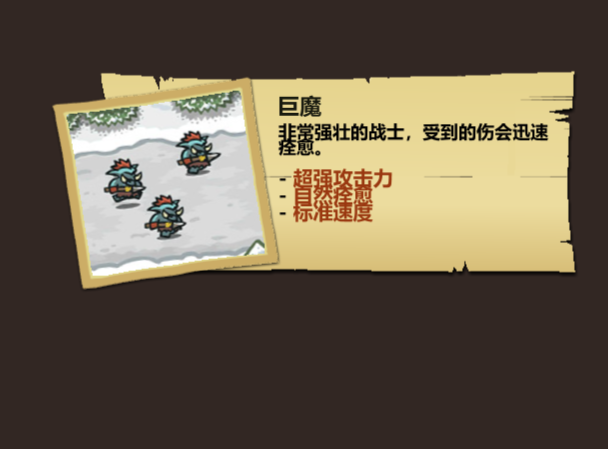 巨魔
非常强壮的战士，受到的伤会迅速
痊愈。
- 超强攻击力
- 自然痊愈
- 标准速度